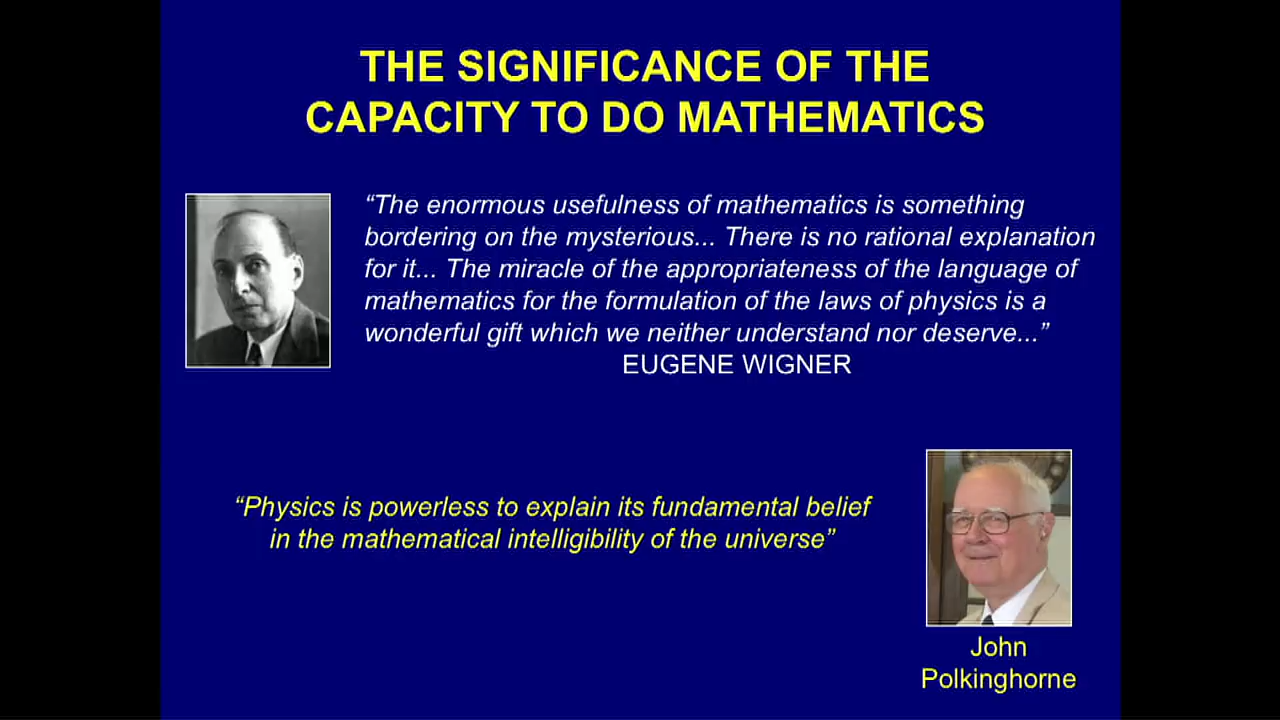 THE SIGNIFICANCE OF THE
CAPACITY TO DO MATHEMATICS
“The enormous usefulness of mathematics is something
bordering on the mysterious... There is no rational explanation
for it... The miracle of the appropriateness of the language of
mathematics for the formulation of the laws of physics is a
wonderful gift which we neither understand nor deserve...”
EUGENE WIGNER
“Physics is powerless to explain its fundamental belief
in the mathematical intelligibility of the universe”
John
Polkinghorne